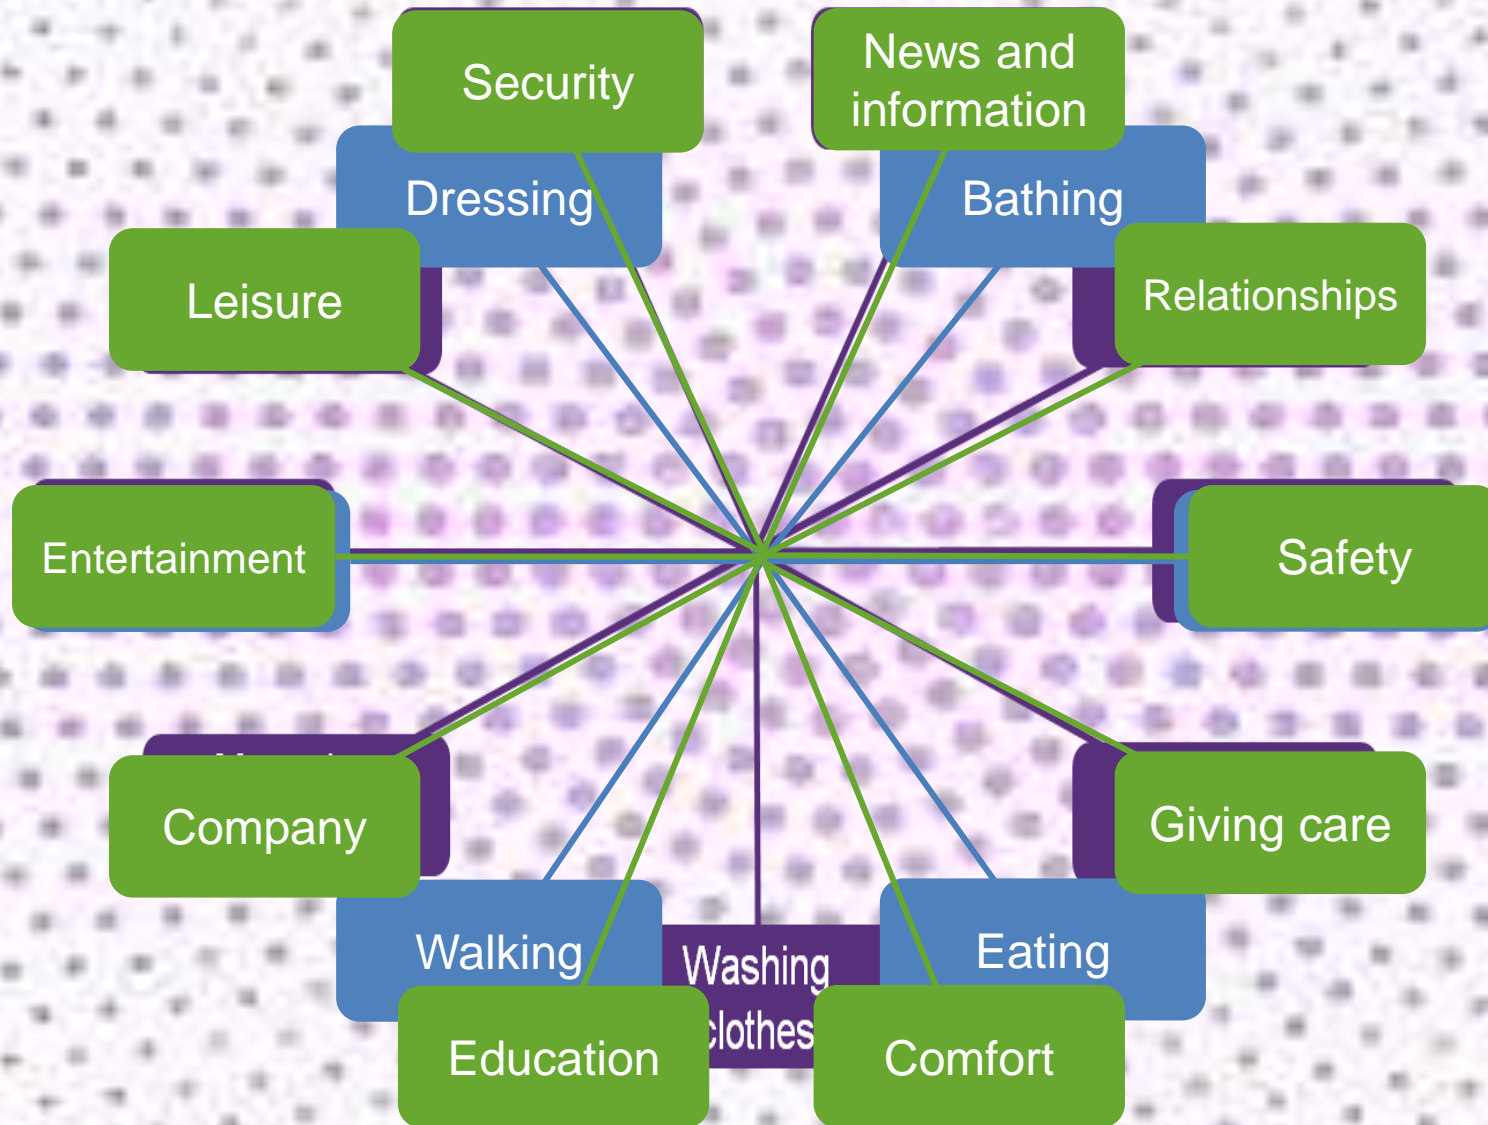 Security
News and
information
Dressing
Bathing
Leisure
Relationships
Entertainment
Safety
Company
Giving care
Walking
Washing
clothes
Eating
Education
Comfort